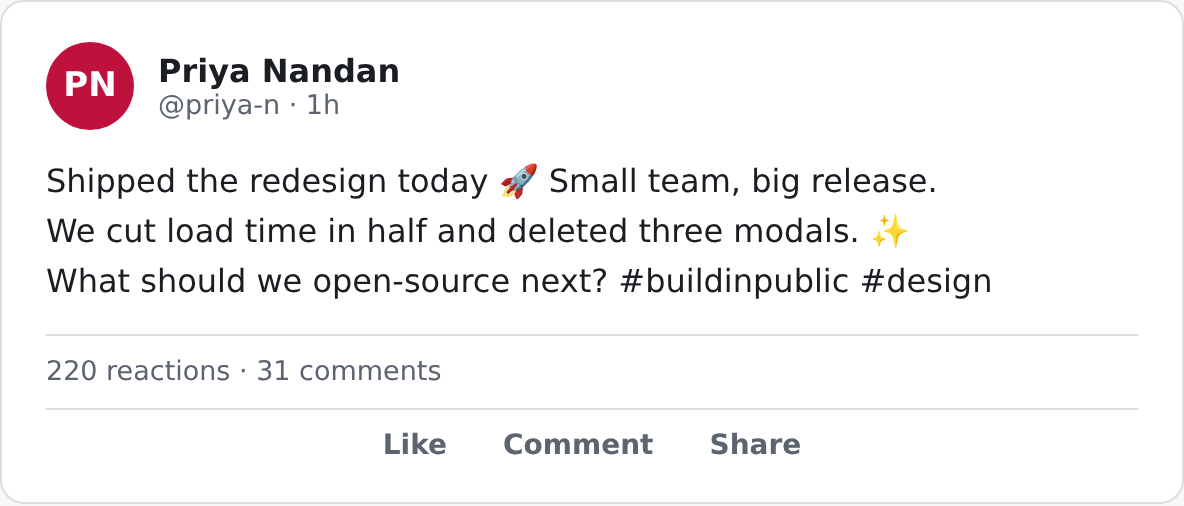 PN
Priya Nandan
@priya-n · 1h
Shipped the redesign today 🚀 Small team, big release.
We cut load time in half and deleted three modals. ✨
What should we open-source next? #buildinpublic #design
220 reactions · 31 comments
Like Comment Share